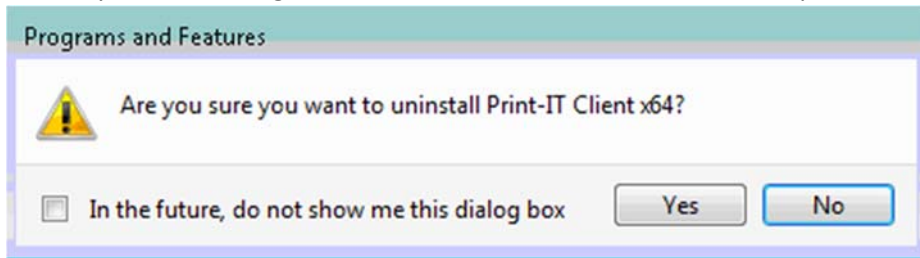 Programs and Features
Are you sure you want to uninstall Print-IT Client x64?
In the future, do not show me this dialog box
Yes
No